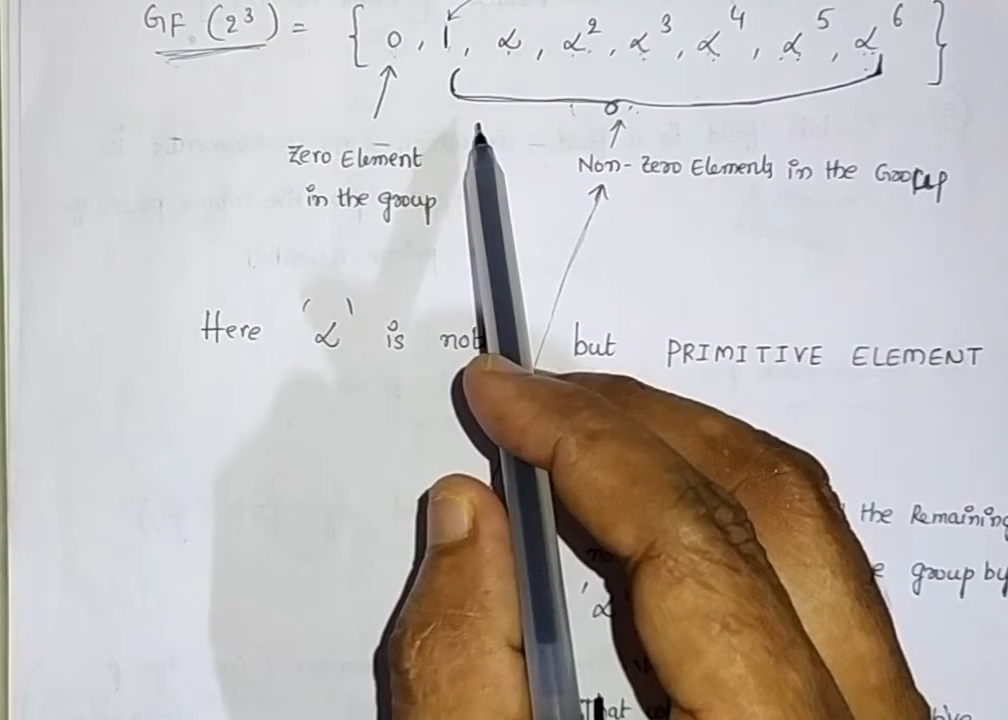 GF (2³) = { 0, 1, α, α², α³, α⁴, α⁵, α⁶ }
Zero Element
in the group
Non-Zero Elements in the Group
Here 'α' is not but PRIMITIVE ELEMENT
the Remaining
group by
'α
That